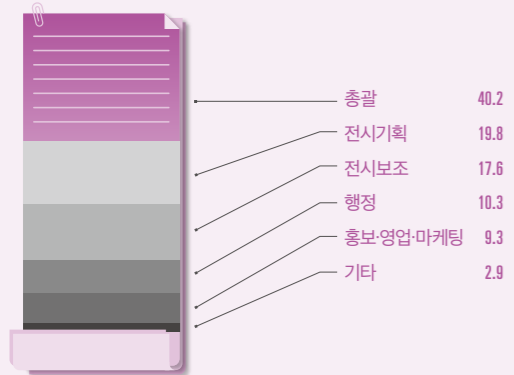 총괄 40.2
전시기획 19.8
전시보조 17.6
행정 10.3
홍보·영업·마케팅 9.3
기타 2.9